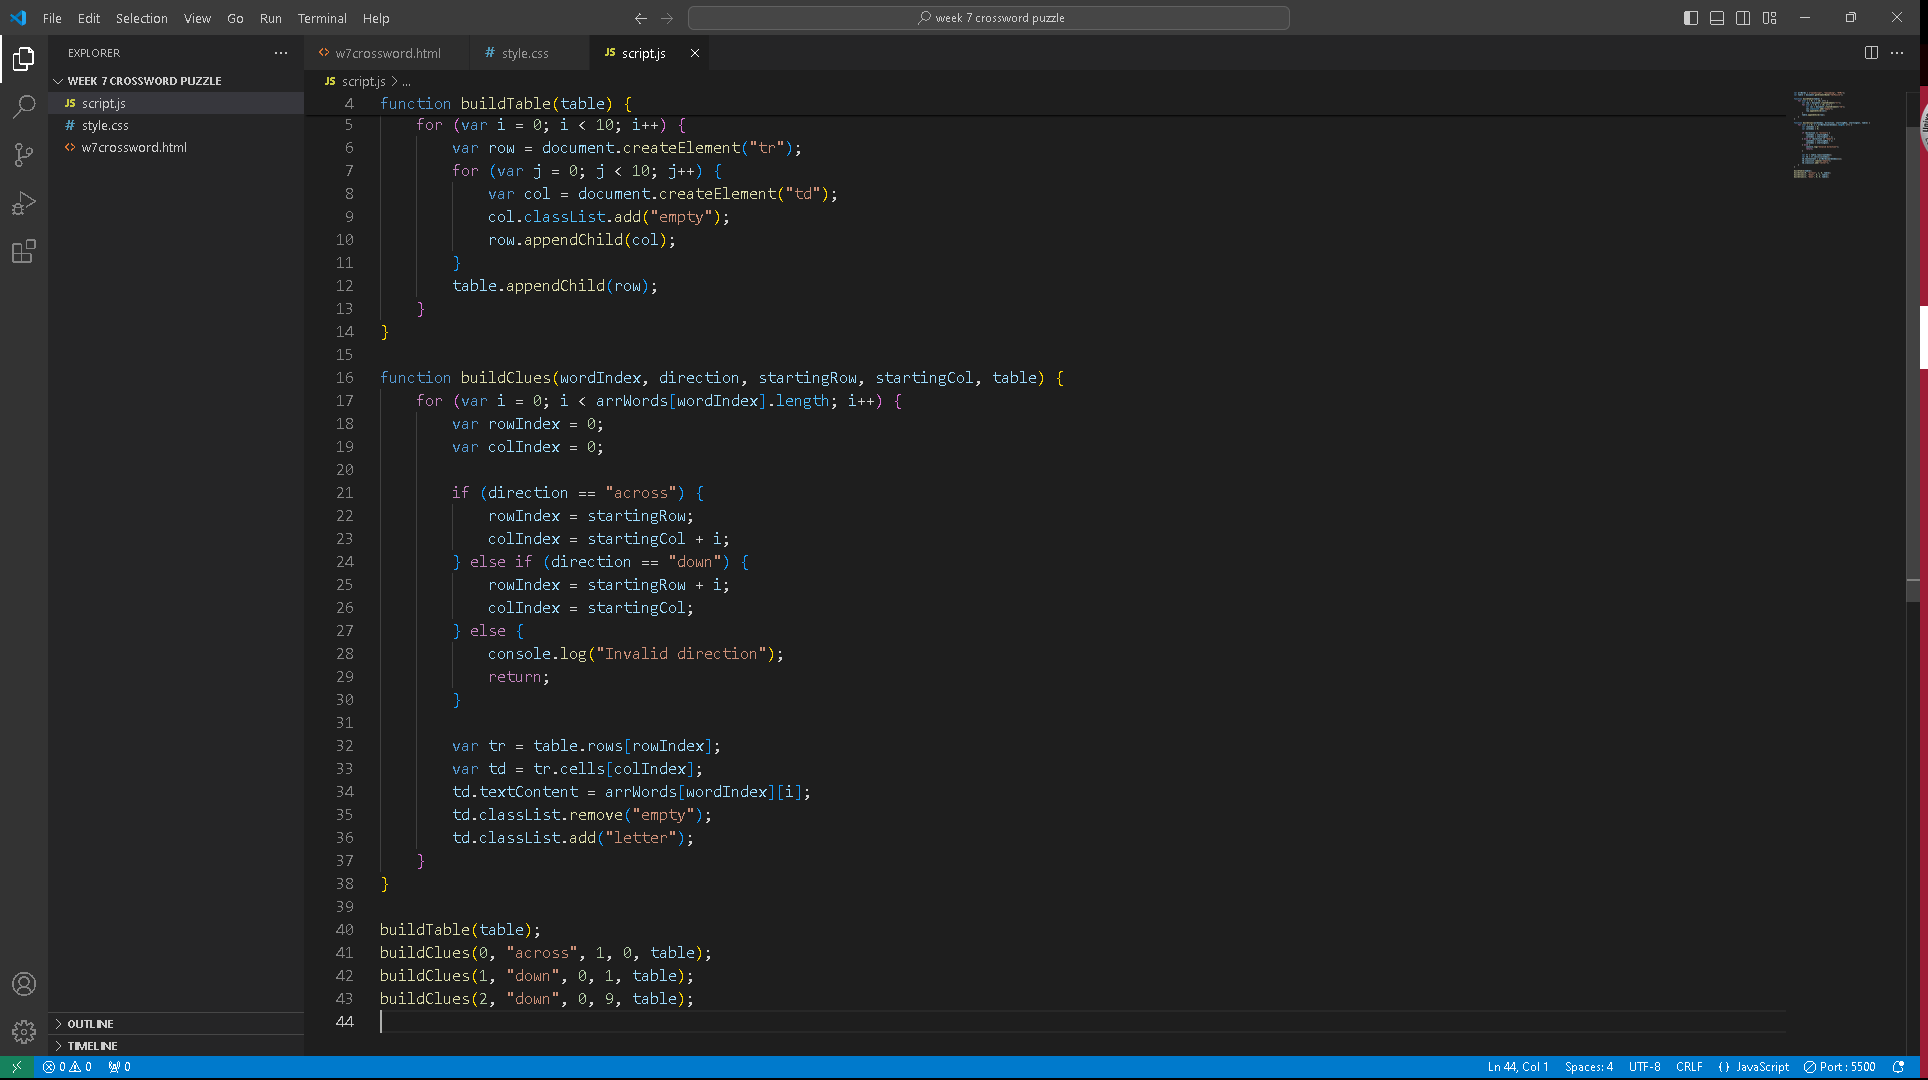 File Edit Selection View Go Run Terminal Help
week 7 crossword puzzle
EXPLORER
WEEK 7 CROSSWORD PUZZLE
JS script.js
# style.css
<> w7crossword.html
OUTLINE
TIMELINE
<> w7crossword.html # style.css JS script.js
JS script.js > ...
4 function buildTable(table) {
5 for (var i = 0; i < 10; i++) {
6 var row = document.createElement("tr");
7 for (var j = 0; j < 10; j++) {
8 var col = document.createElement("td");
9 col.classList.add("empty");
10 row.appendChild(col);
11 }
12 table.appendChild(row);
13 }
14 }
15
16 function buildClues(wordIndex, direction, startingRow, startingCol, table) {
17 for (var i = 0; i < arrWords[wordIndex].length; i++) {
18 var rowIndex = 0;
19 var colIndex = 0;
20
21 if (direction == "across") {
22 rowIndex = startingRow;
23 colIndex = startingCol + i;
24 } else if (direction == "down") {
25 rowIndex = startingRow + i;
26 colIndex = startingCol;
27 } else {
28 console.log("Invalid direction");
29 return;
30 }
31
32 var tr = table.rows[rowIndex];
33 var td = tr.cells[colIndex];
34 td.textContent = arrWords[wordIndex][i];
35 td.classList.remove("empty");
36 td.classList.add("letter");
37 }
38 }
39
40 buildTable(table);
41 buildClues(0, "across", 1, 0, table);
42 buildClues(1, "down", 0, 1, table);
43 buildClues(2, "down", 0, 9, table);
44
0 0 0
Ln 44, Col 1 Spaces: 4 UTF-8 CRLF {} JavaScript Port : 5500